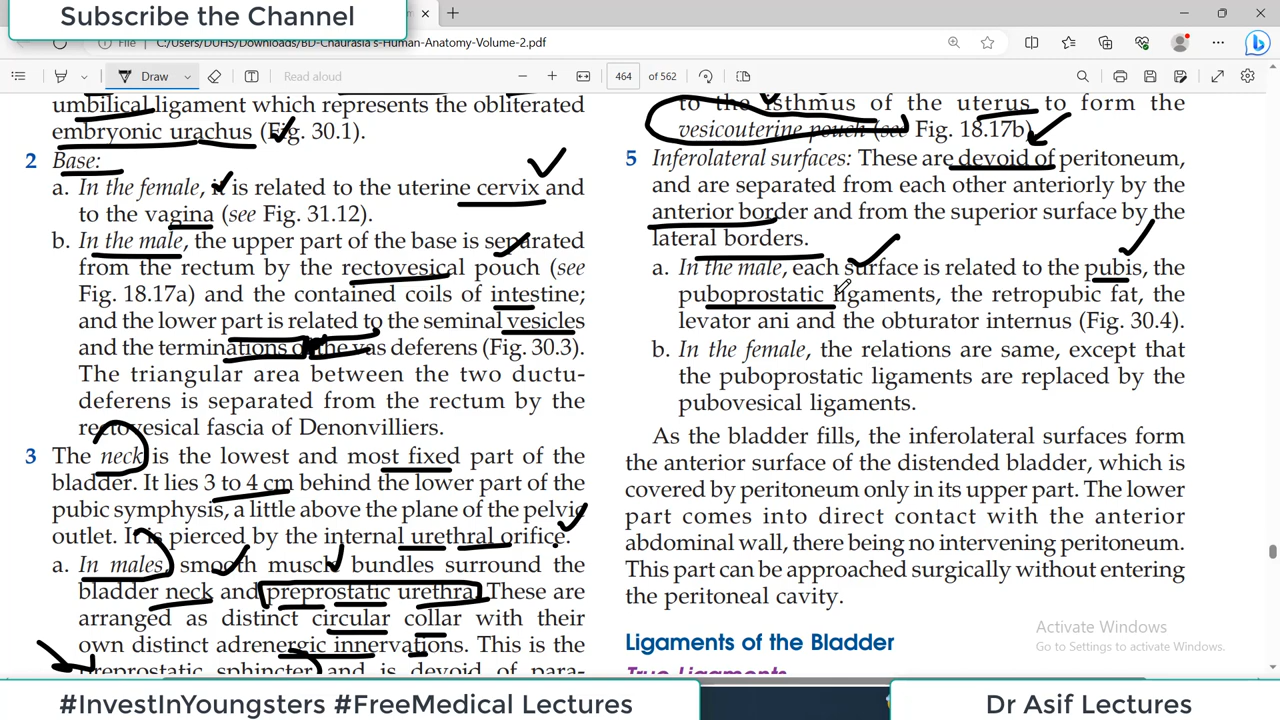 Subscribe the Channel
File
C:/Users/DUHS/Downloads/BD-Chaurasia's-Human-Anatomy-Volume-2.pdf
Draw
Read aloud
464 of 562
umbilical ligament which represents the obliterated
embryonic urachus (Fig. 30.1).
2 Base:
a. In the female, it is related to the uterine cervix and
to the vagina (see Fig. 31.12).
b. In the male, the upper part of the base is separated
from the rectum by the rectovesical pouch (see
Fig. 18.17a) and the contained coils of intestine;
and the lower part is related to the seminal vesicles
and the terminations of the vas deferens (Fig. 30.3).
The triangular area between the two ductu-
deferens is separated from the rectum by the
rectovesical fascia of Denonvilliers.
3 The neck is the lowest and most fixed part of the
bladder. It lies 3 to 4 cm behind the lower part of the
pubic symphysis, a little above the plane of the pelvic
outlet. It is pierced by the internal urethral orifice.
a. In males, smooth muscle bundles surround the
bladder neck and preprostatic urethra. These are
arranged as distinct circular collar with their
own distinct adrenergic innervations. This is the
preprostatic sphincter and is devoid of para-
to the isthmus of the uterus to form the
vesicouterine pouch (see Fig. 18.17b)
5 Inferolateral surfaces: These are devoid of peritoneum,
and are separated from each other anteriorly by the
anterior border and from the superior surface by the
lateral borders.
a. In the male, each surface is related to the pubis, the
puboprostatic ligaments, the retropubic fat, the
levator ani and the obturator internus (Fig. 30.4).
b. In the female, the relations are same, except that
the puboprostatic ligaments are replaced by the
pubovesical ligaments.
As the bladder fills, the inferolateral surfaces form
the anterior surface of the distended bladder, which is
covered by peritoneum only in its upper part. The lower
part comes into direct contact with the anterior
abdominal wall, there being no intervening peritoneum.
This part can be approached surgically without entering
the peritoneal cavity.
Ligaments of the Bladder
True Ligaments
Activate Windows
Go to Settings to activate Windows.
#InvestInYoungsters #FreeMedical Lectures
Dr Asif Lectures